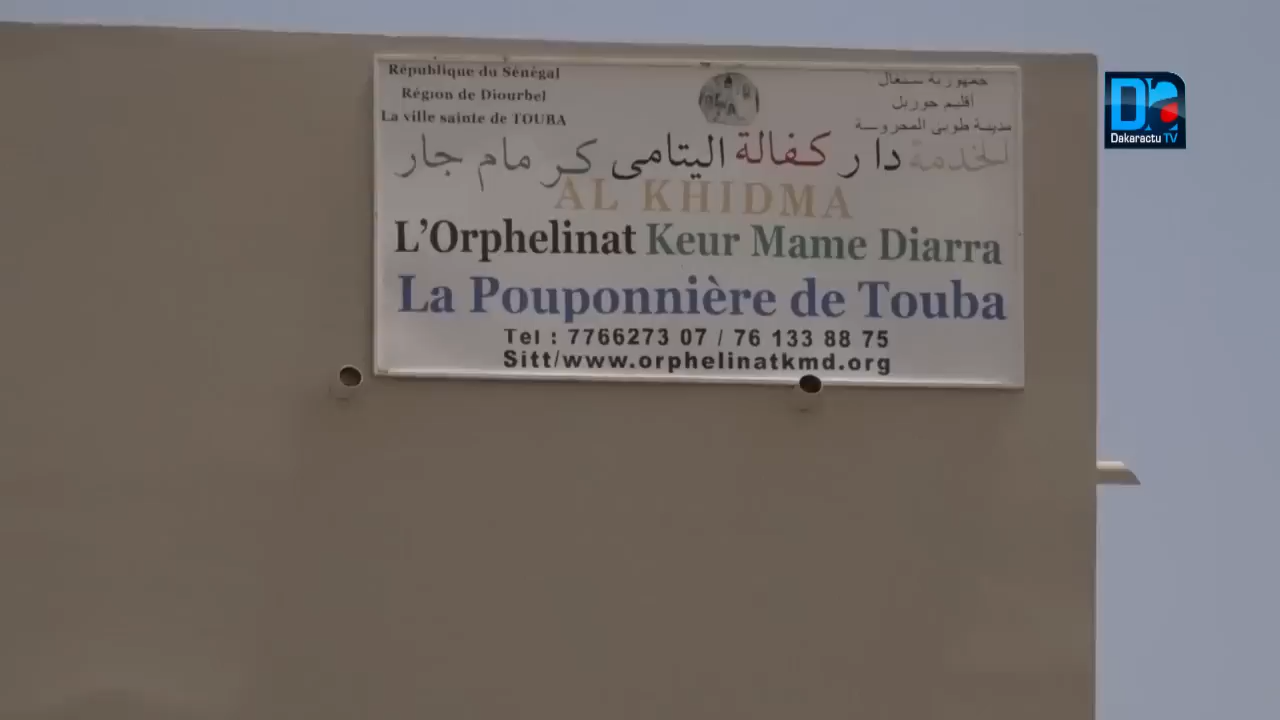 République du Sénégal
Région de Diourbel
La ville sainte de TOUBA
جمهورية سنغال
أقليم جوربل
مدينة طوبى المحروسة
الخدمة دار كفالة اليتامى كر مام جار
AL KHIDMA
L'Orphelinat Keur Mame Diarra
La Pouponnière de Touba
Tel : 7766273 07 / 76 133 88 75
Sitt/www.orphelinatkmd.org
Dakaractu TV